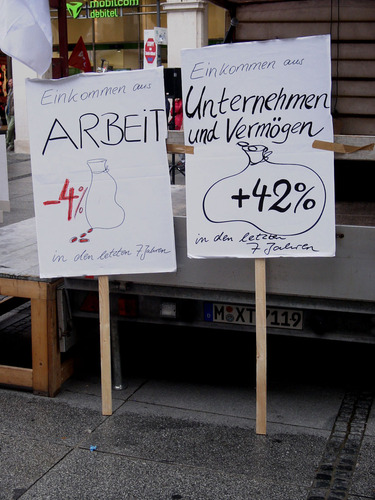 mobilcom
debitel
Einkommen aus
ARBEIT
-4%
in den letzten 7 Jahren
Einkommen aus
Unternehmen
und Vermögen
+42%
in den letzten
7 Jahren
M XT 7119